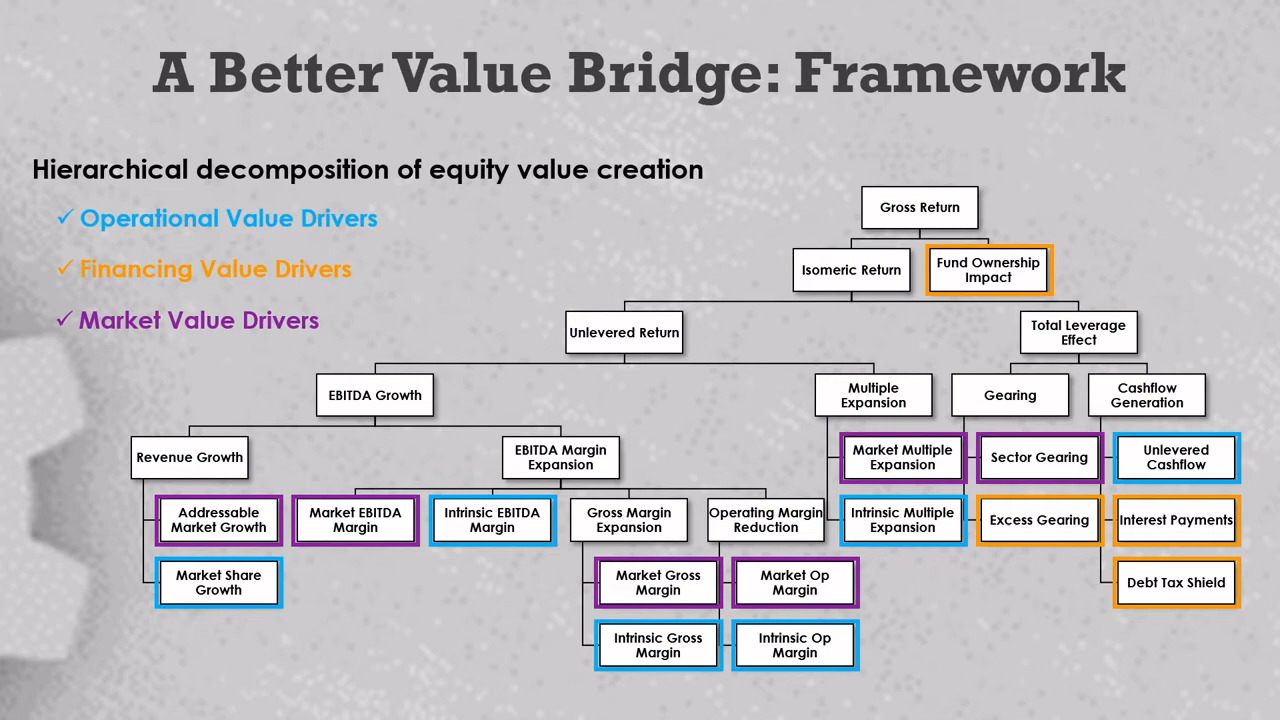 A Better Value Bridge: Framework
Hierarchical decomposition of equity value creation
✓ Operational Value Drivers
✓ Financing Value Drivers
✓ Market Value Drivers
Gross Return
Isomeric Return
Fund Ownership
Impact
Unlevered Return
Total Leverage
Effect
EBITDA Growth
Multiple
Expansion
Gearing
Cashflow
Generation
Revenue Growth
EBITDA Margin
Expansion
Market Multiple
Expansion
Sector Gearing
Unlevered
Cashflow
Addressable
Market Growth
Market EBITDA
Margin
Intrinsic EBITDA
Margin
Gross Margin
Expansion
Operating Margin
Reduction
Intrinsic Multiple
Expansion
Excess Gearing
Interest Payments
Market Share
Growth
Market Gross
Margin
Market Op
Margin
Debt Tax Shield
Intrinsic Gross
Margin
Intrinsic Op
Margin